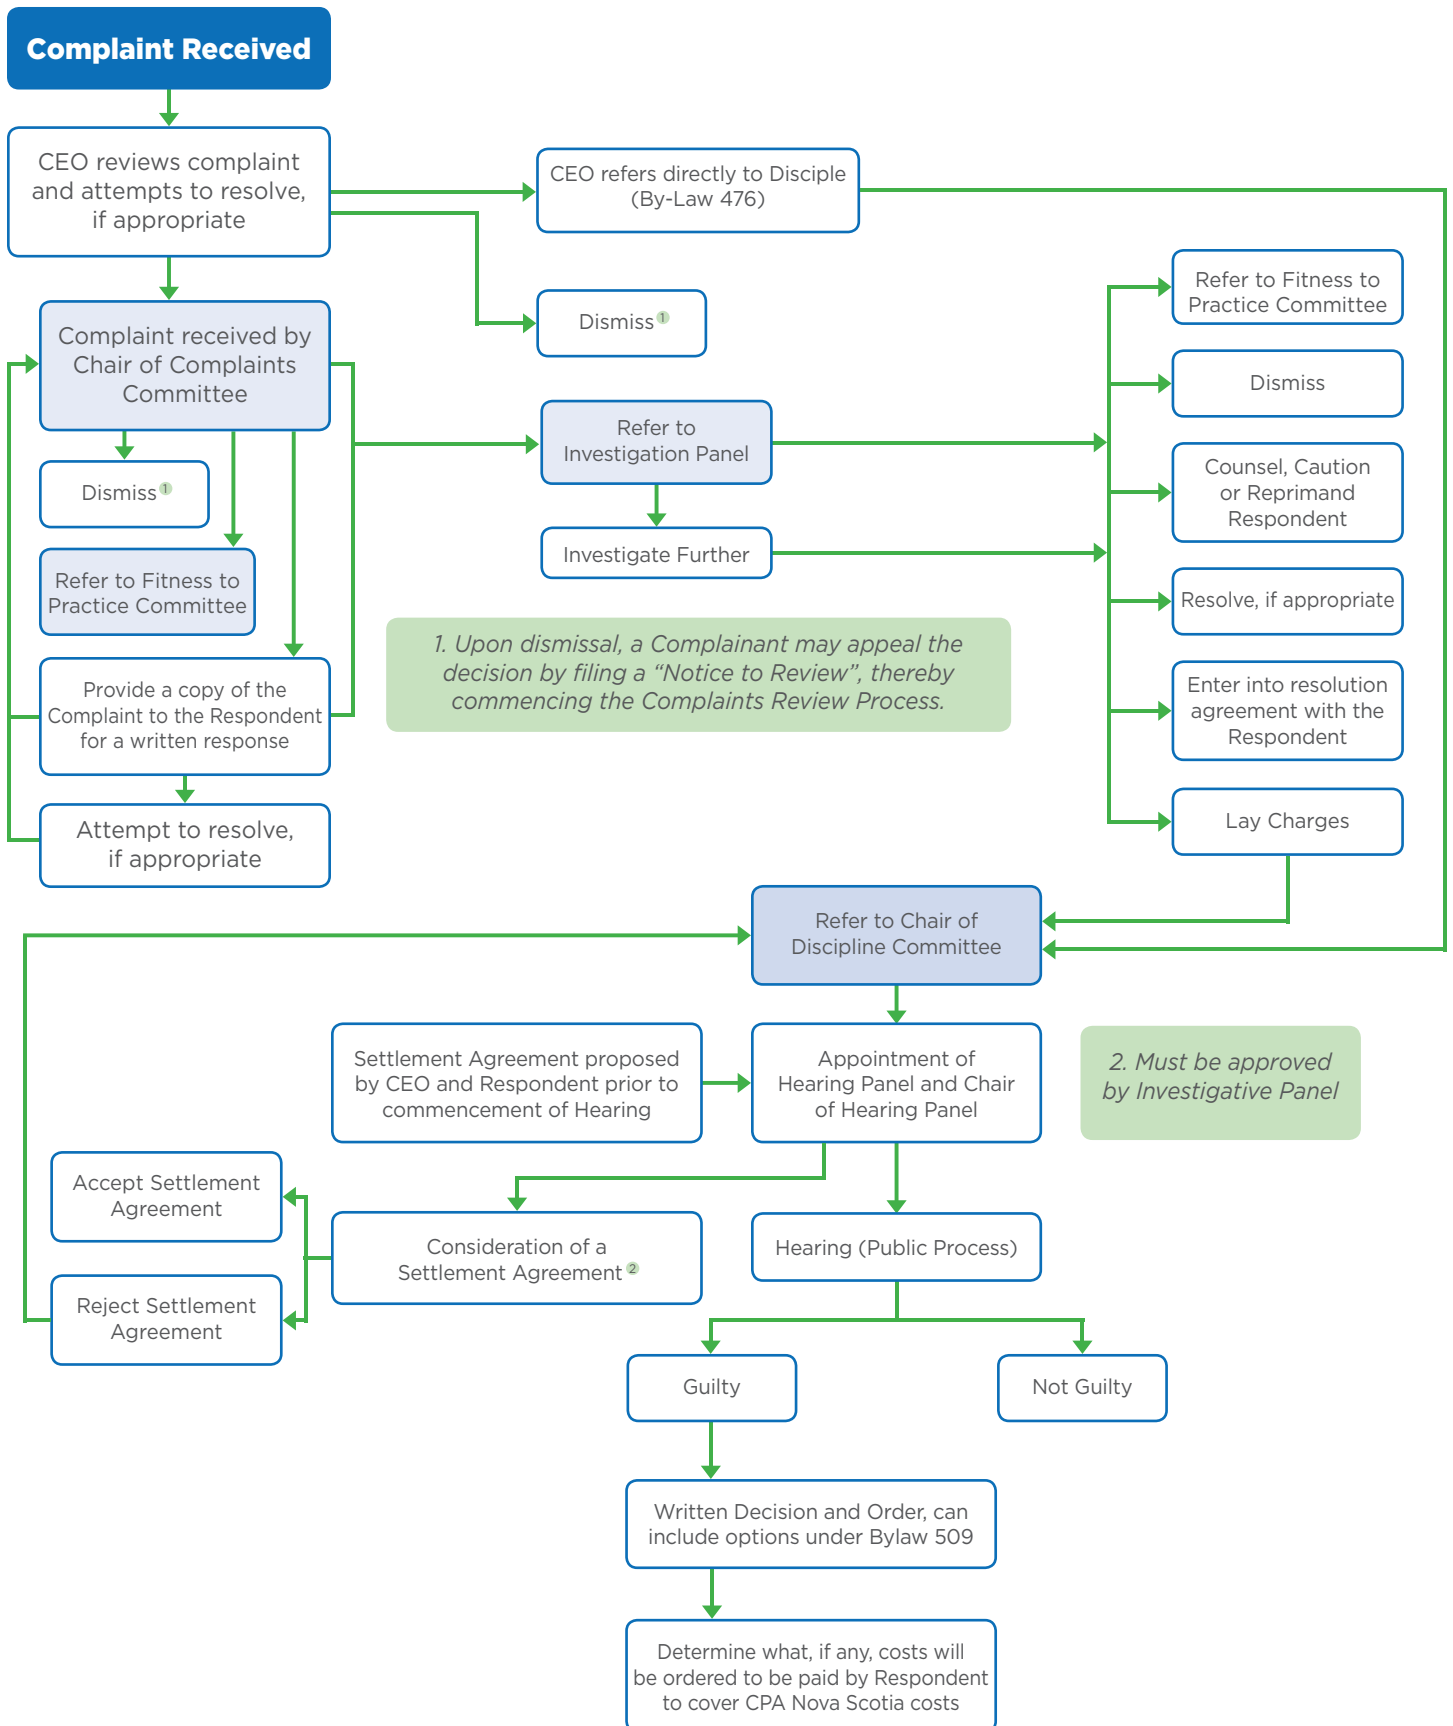 Complaint Received
CEO reviews complaint
and attempts to resolve,
if appropriate
CEO refers directly to Disciple
(By-Law 476)
Dismiss 1
Complaint received by
Chair of Complaints
Committee
Dismiss 1
Refer to Fitness to
Practice Committee
Provide a copy of the
Complaint to the Respondent
for a written response
Attempt to resolve,
if appropriate
Refer to
Investigation Panel
Investigate Further
Refer to Fitness to
Practice Committee
Dismiss
Counsel, Caution
or Reprimand
Respondent
Resolve, if appropriate
Enter into resolution
agreement with the
Respondent
Lay Charges
1. Upon dismissal, a Complainant may appeal the
decision by filing a “Notice to Review”, thereby
commencing the Complaints Review Process.
Refer to Chair of
Discipline Committee
Settlement Agreement proposed
by CEO and Respondent prior to
commencement of Hearing
Appointment of
Hearing Panel and Chair
of Hearing Panel
2. Must be approved
by Investigative Panel
Accept Settlement
Agreement
Reject Settlement
Agreement
Consideration of a
Settlement Agreement 2
Hearing (Public Process)
Guilty
Not Guilty
Written Decision and Order, can
include options under Bylaw 509
Determine what, if any, costs will
be ordered to be paid by Respondent
to cover CPA Nova Scotia costs